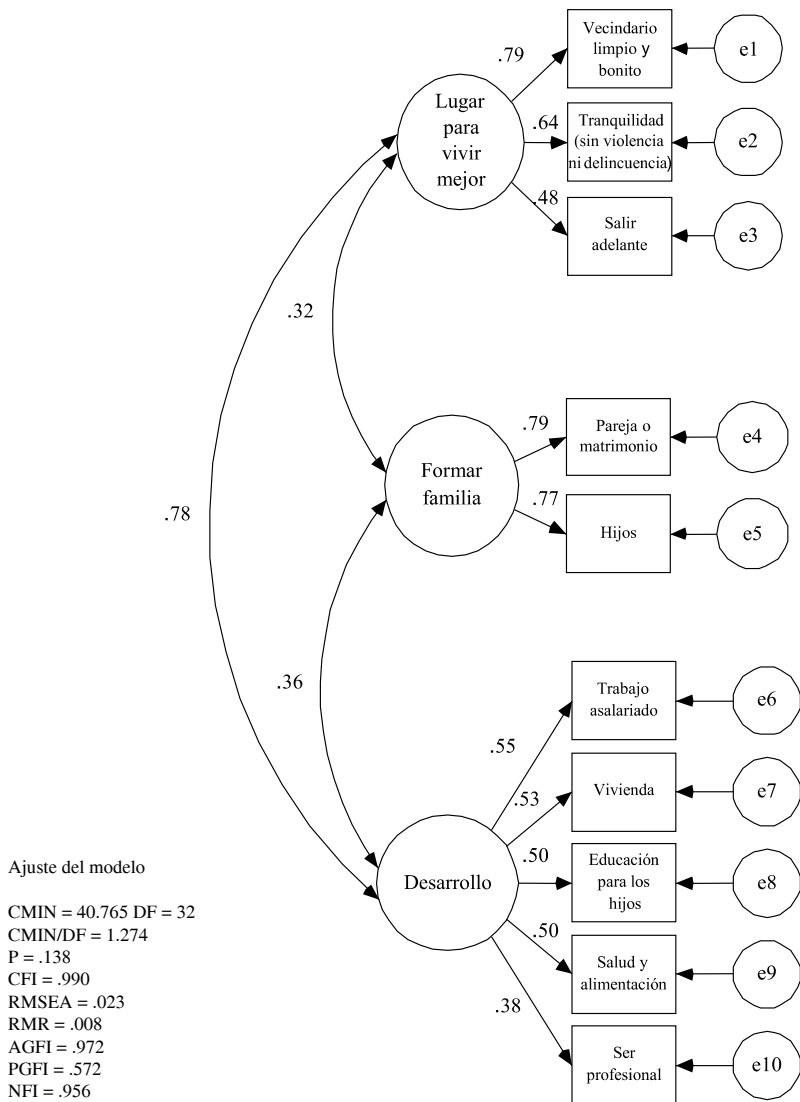 Vecindario
limpio y
bonito
e1
.79
Lugar
para
vivir
mejor
.64
Tranquilidad
(sin violencia
ni delincuencia)
e2
.48
Salir
adelante
e3
.32
.79
Pareja o
matrimonio
e4
Formar
familia
.77
Hijos
e5
.78
.36
Trabajo
asalariado
e6
.55
.53
Vivienda
e7
Desarrollo
.50
Educación
para los
hijos
e8
.50
Salud y
alimentación
e9
.38
Ser
profesional
e10
Ajuste del modelo
CMIN = 40.765 DF = 32
CMIN/DF = 1.274
P = .138
CFI = .990
RMSEA = .023
RMR = .008
AGFI = .972
PGFI = .572
NFI = .956